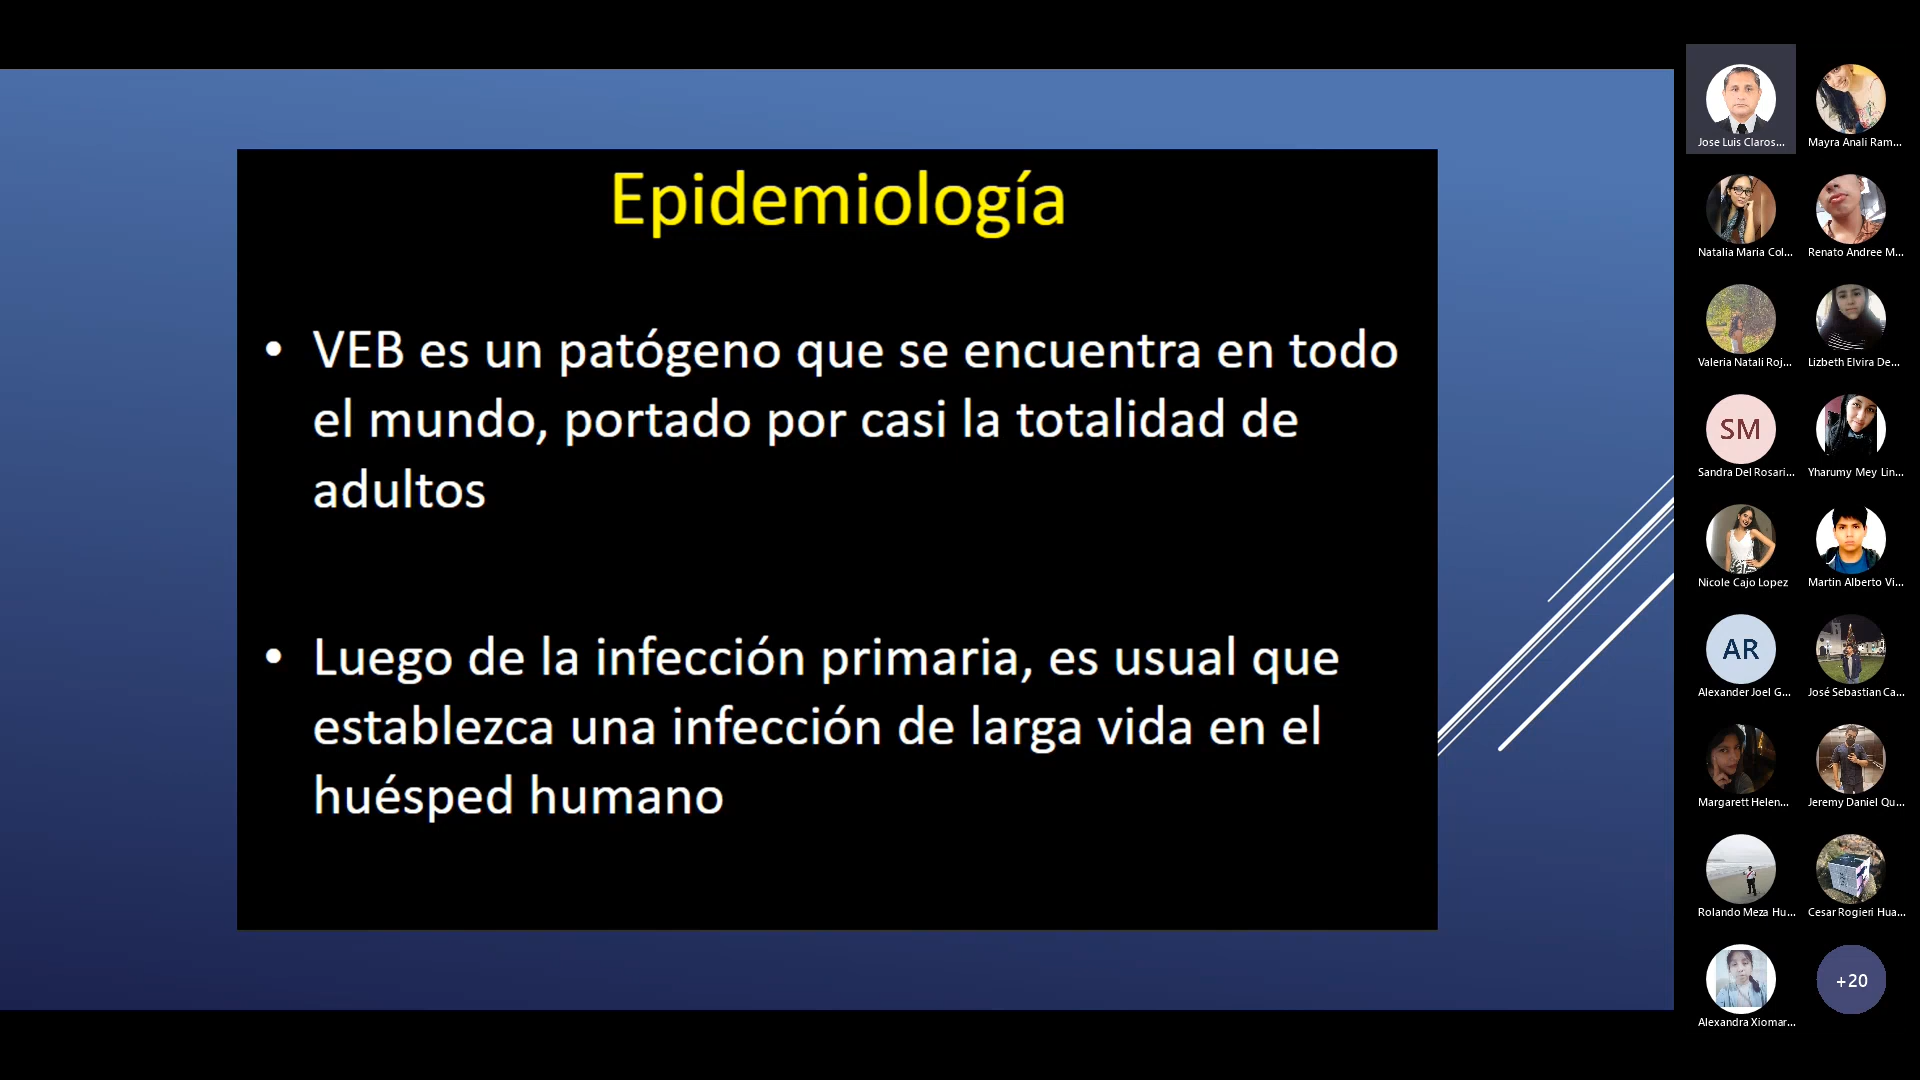 Epidemiología
• VEB es un patógeno que se encuentra en todo
el mundo, portado por casi la totalidad de
adultos
• Luego de la infección primaria, es usual que
establezca una infección de larga vida en el
huésped humano
Jose Luis Claros...
Mayra Anali Ram...
Natalia Maria Col...
Renato Andree M...
Valeria Natali Roj...
Lizbeth Elvira De...
SM
Sandra Del Rosari...
Yharumy Mey Lin...
Nicole Cajo Lopez
Martin Alberto Vi...
AR
Alexander Joel G...
José Sebastian Ca...
Margarett Helen...
Jeremy Daniel Qu...
Rolando Meza Hu...
Cesar Rogieri Hua...
Alexandra Xiomar...
+20